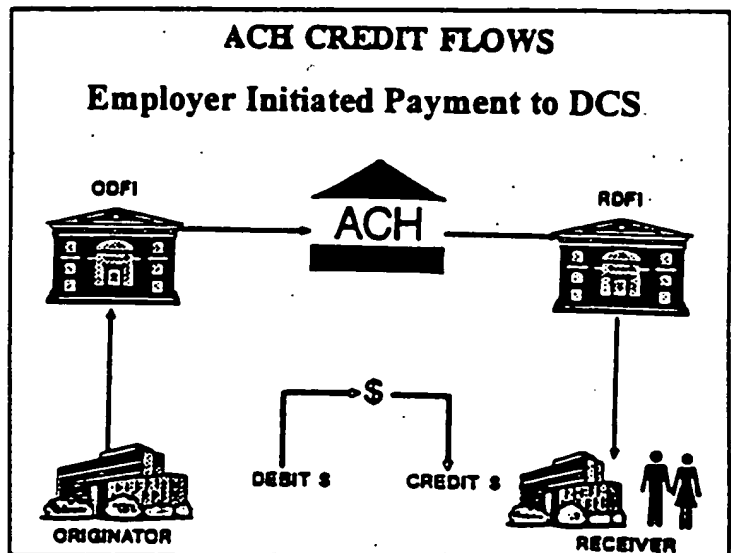 ACH CREDIT FLOWS
Employer Initiated Payment to DCS
ODFI
ACH
RDFI
$
DEBIT $
CREDIT $
ORIGINATOR
RECEIVER